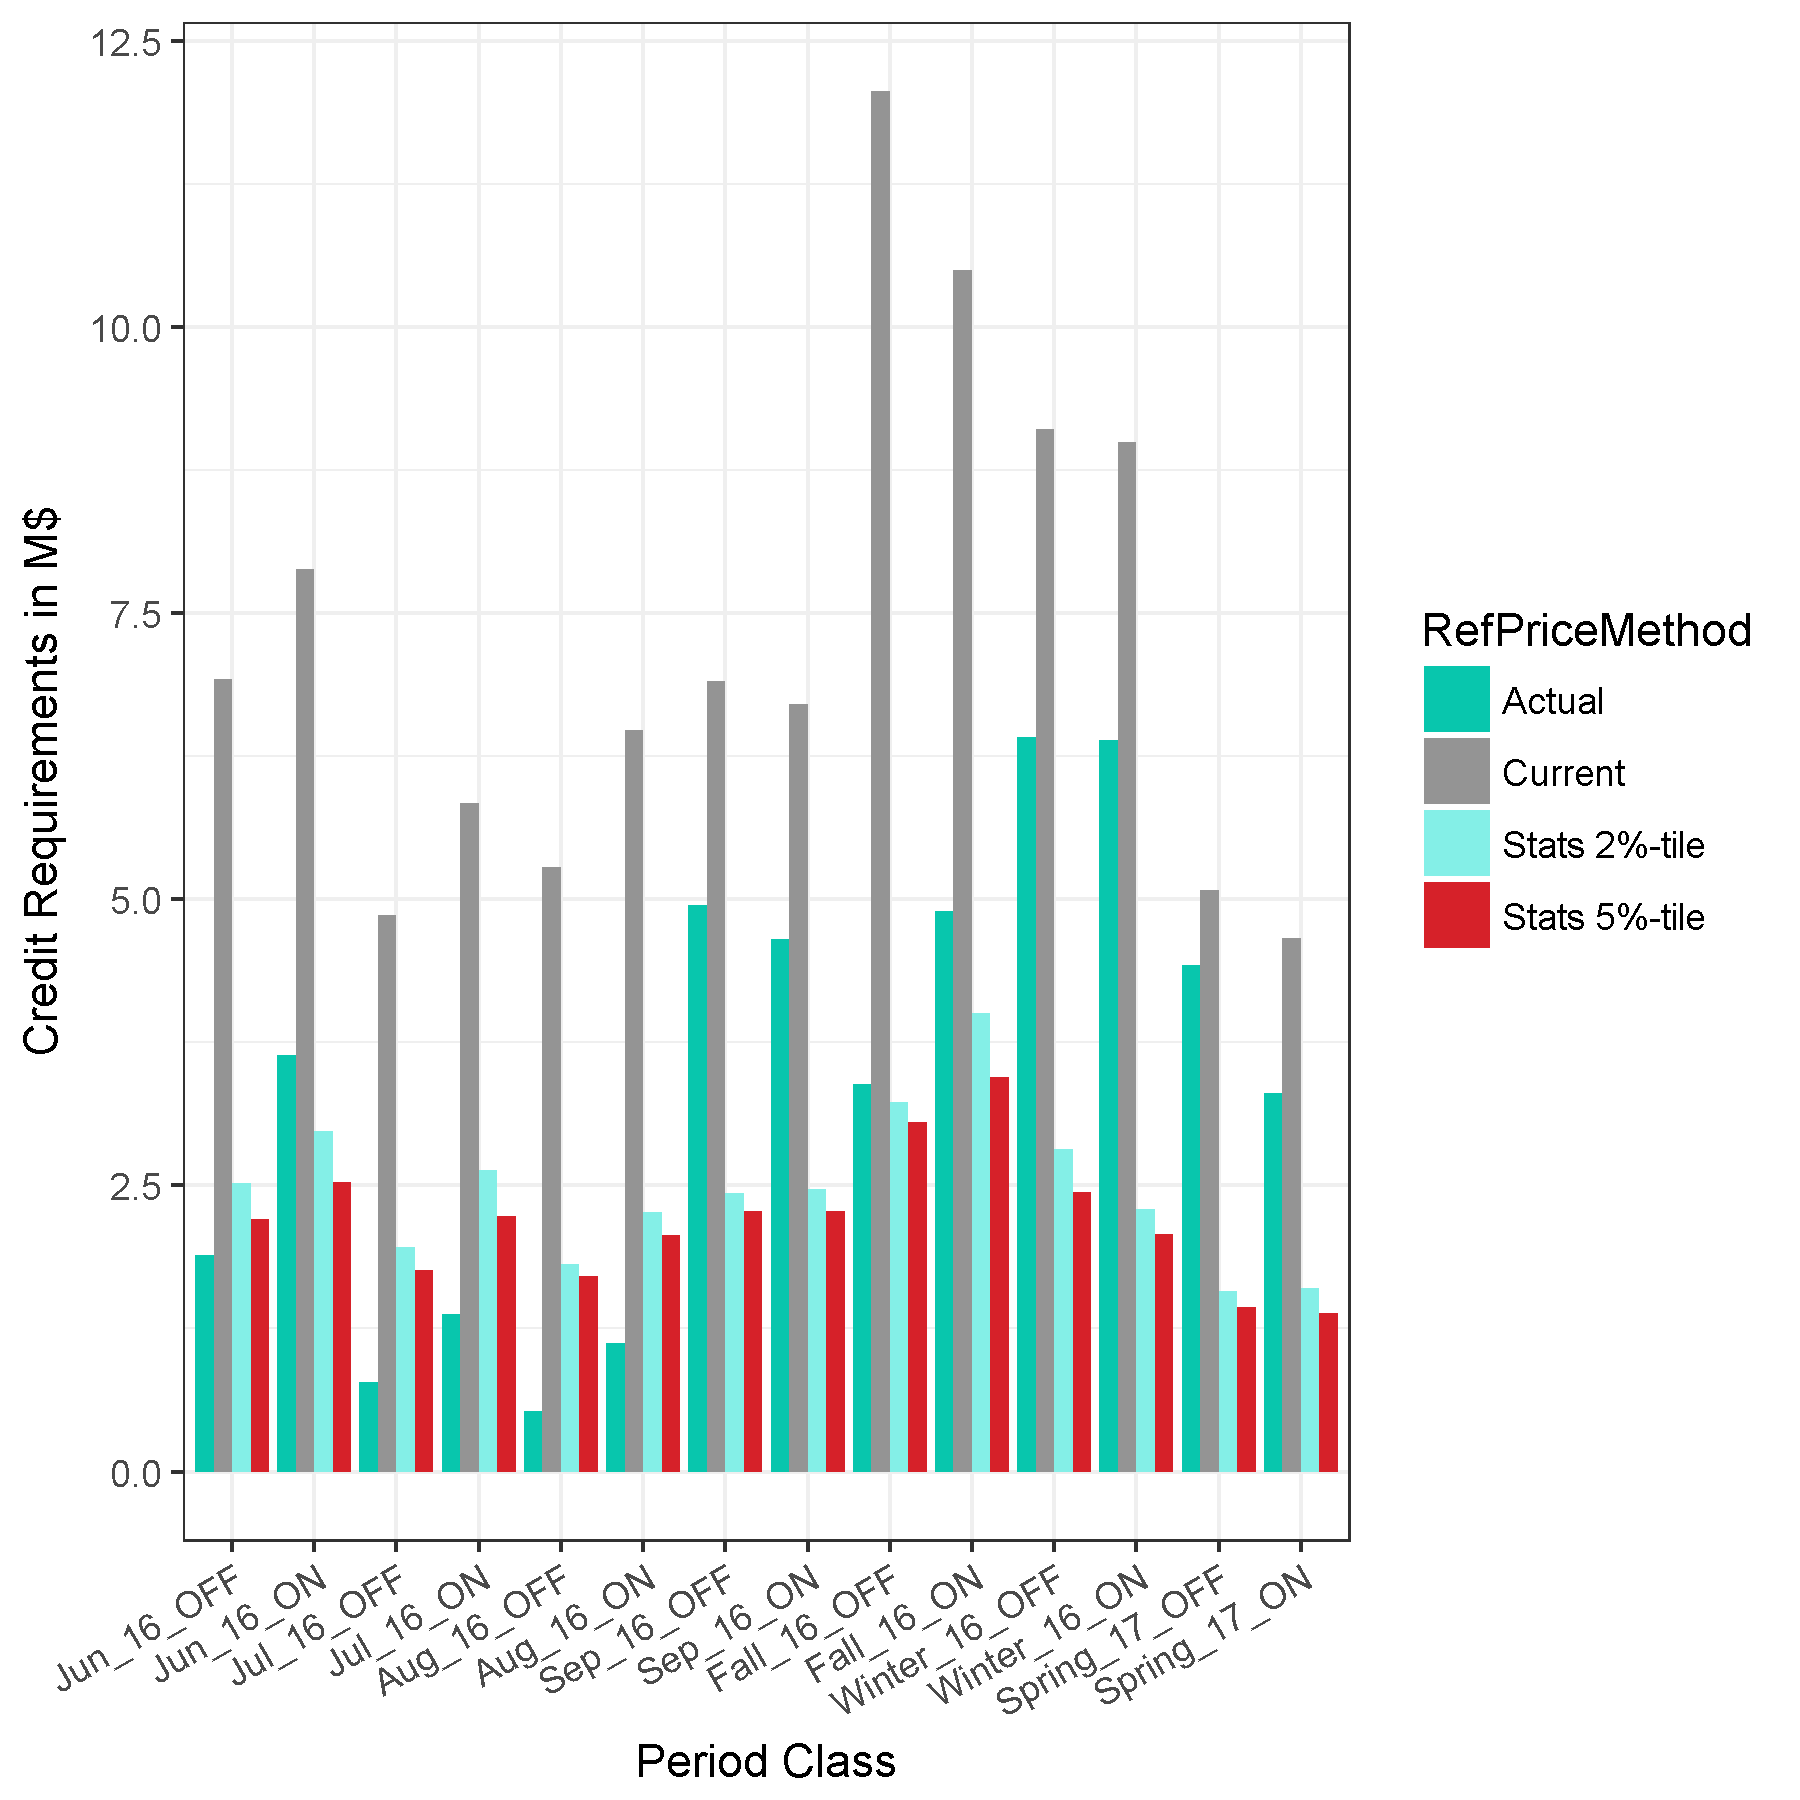 12.5
10.0
7.5
5.0
2.5
0.0
Credit Requirements in M$
Jun_16_OFF
Jun_16_ON
Jul_16_OFF
Jul_16_ON
Aug_16_OFF
Aug_16_ON
Sep_16_OFF
Sep_16_ON
Fall_16_OFF
Fall_16_ON
Winter_16_OFF
Winter_16_ON
Spring_17_OFF
Spring_17_ON
Period Class
RefPriceMethod
Actual
Current
Stats 2%-tile
Stats 5%-tile